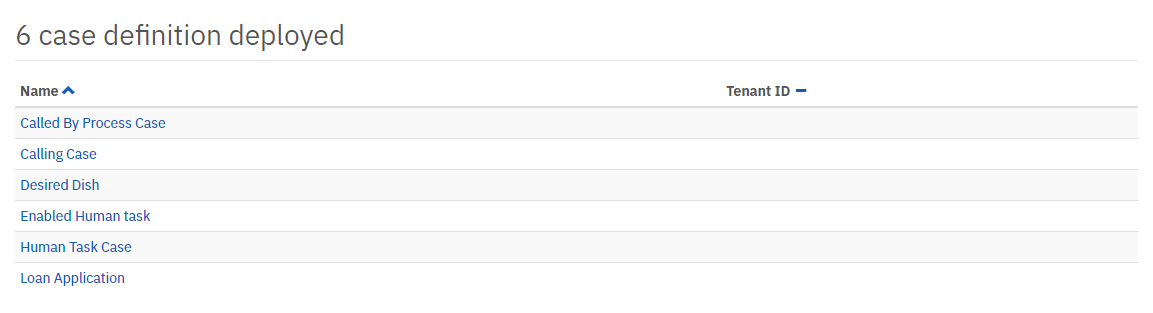 6 case definition deployed
Name Tenant ID
Called By Process Case
Calling Case
Desired Dish
Enabled Human task
Human Task Case
Loan Application